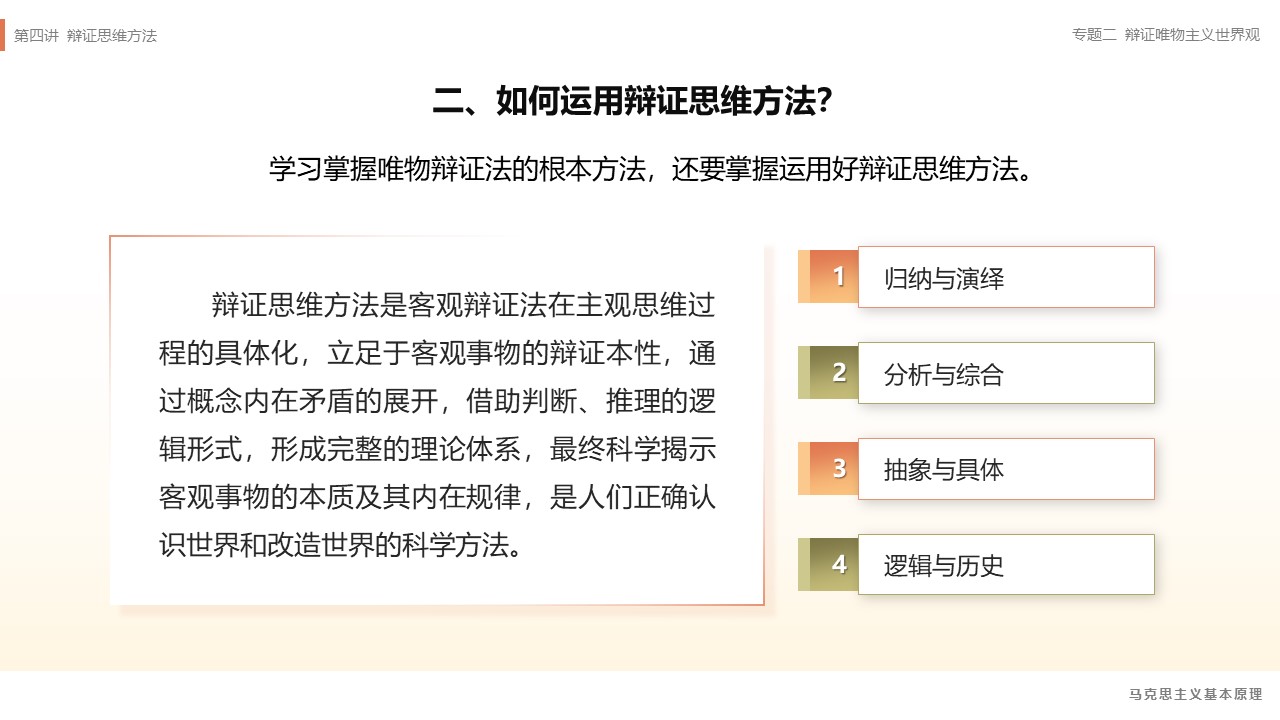 第四讲 辩证思维方法
专题二 辩证唯物主义世界观
二、如何运用辩证思维方法?
学习掌握唯物辩证法的根本方法，还要掌握运用好辩证思维方法。
辩证思维方法是客观辩证法在主观思维过
程的具体化，立足于客观事物的辩证本性，通
过概念内在矛盾的展开，借助判断、推理的逻
辑形式，形成完整的理论体系，最终科学揭示
客观事物的本质及其内在规律，是人们正确认
识世界和改造世界的科学方法。
1 归纳与演绎
2 分析与综合
3 抽象与具体
4 逻辑与历史
马克思主义基本原理